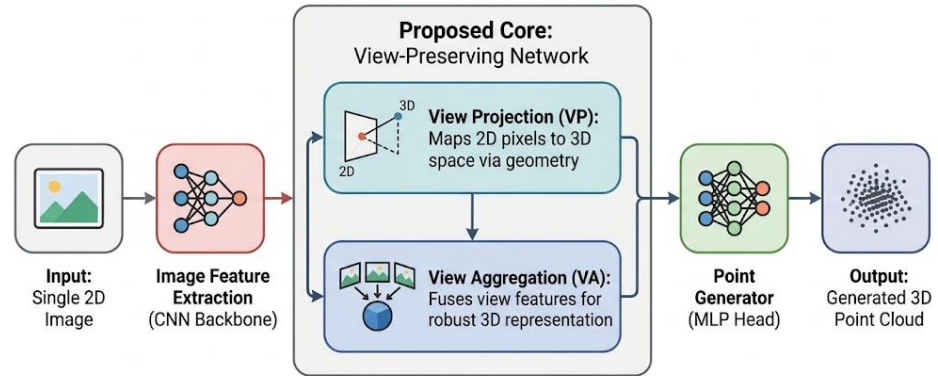 Proposed Core:
View-Preserving Network
3D
2D
View Projection (VP):
Maps 2D pixels to 3D
space via geometry
View Aggregation (VA):
Fuses view features for
robust 3D representation
Input:
Single 2D
Image
Image Feature
Extraction
(CNN Backbone)
Point
Generator
(MLP Head)
Output:
Generated 3D
Point Cloud